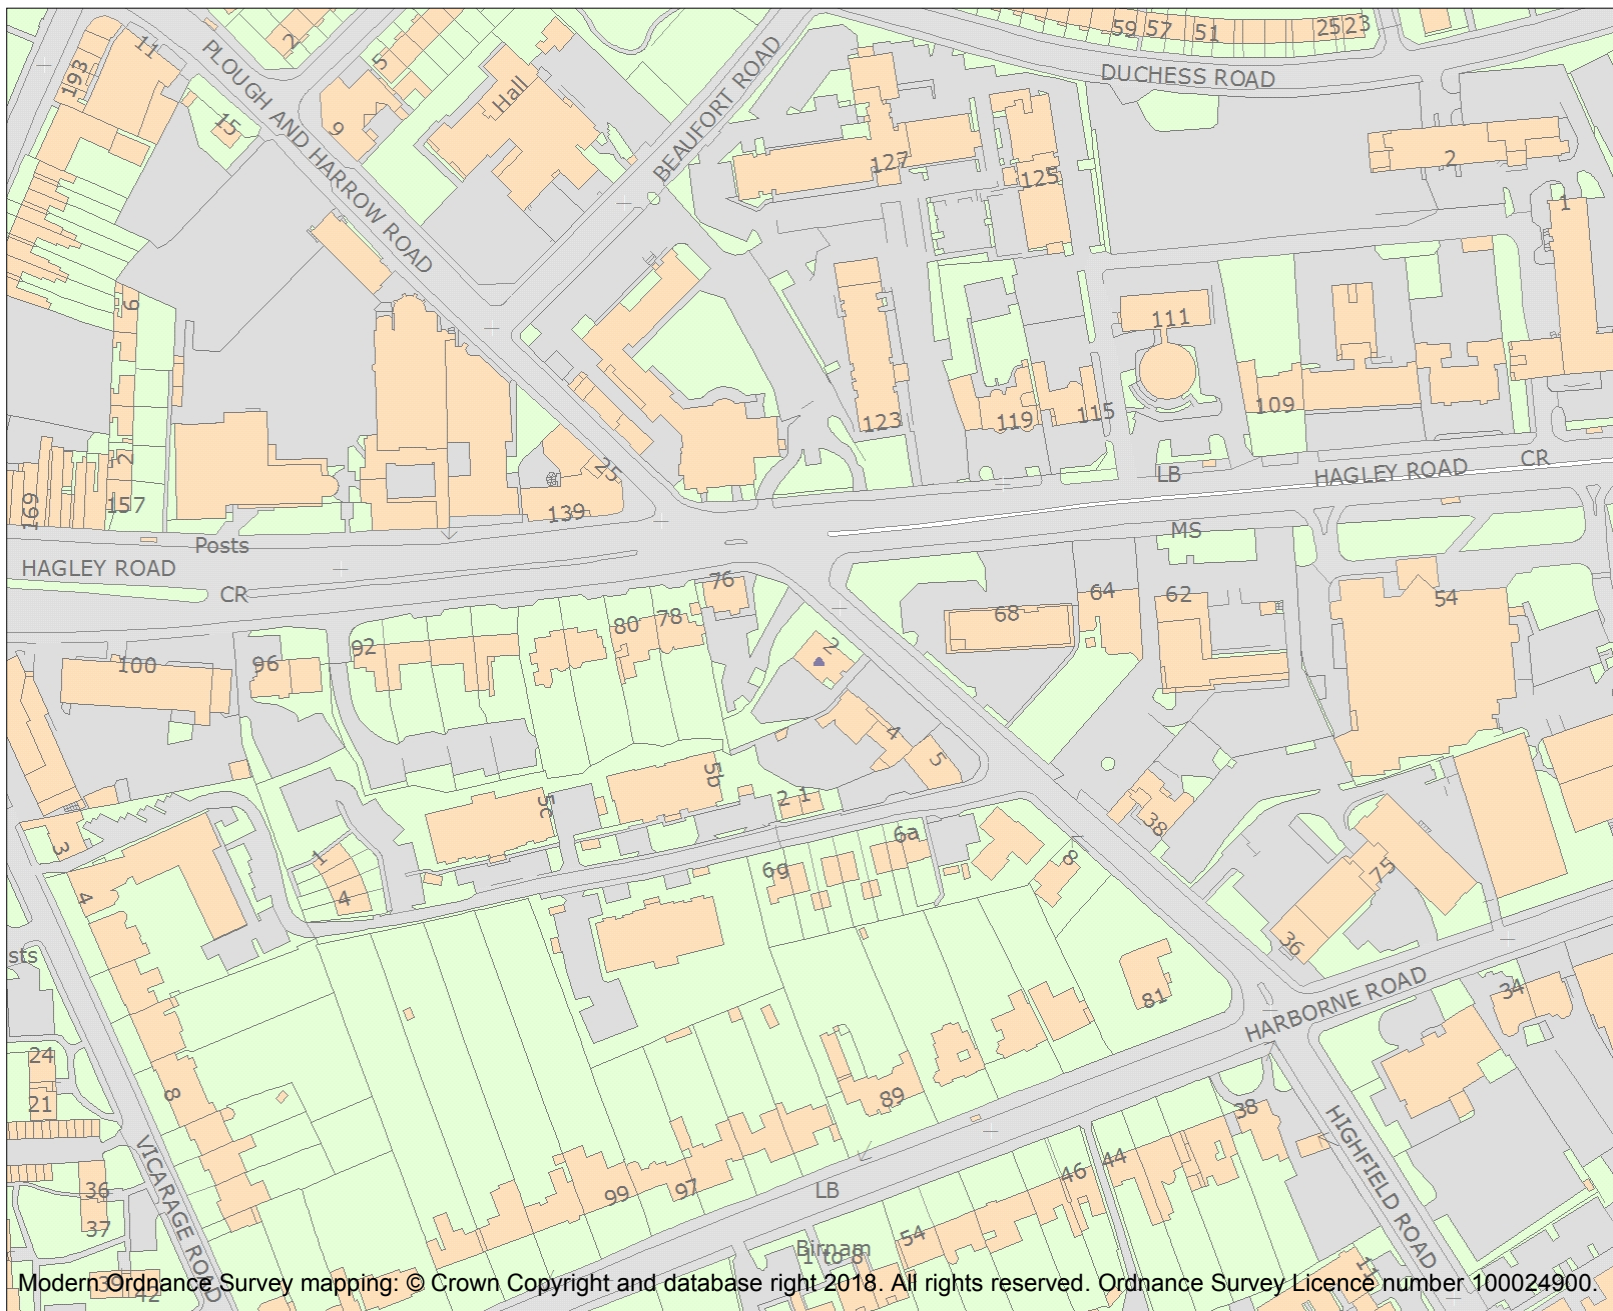 59 57 51 25 23
11 2
193 5
PLOUGH AND HARROW ROAD
BEAUFORT ROAD
DUCHESS ROAD
Hall
15 9
127 125 2
1
6
111
123 119 115 109
2 25
LB HAGLEY ROAD CR
169 157 139
Posts MS
HAGLEY ROAD
CR
76
64 62 54
80 78 68
92 2
100 96
4
5
5b
5c 2 1
3 6a 38
1 8
6g 75
4 4
36
sts
81 34
HARBORNE ROAD
24
8 89
21 38
VICARAGE ROAD HIGHFIELD ROAD
46 44
36 99 97 LB
37
54
Birnam
1 to 8
11
42
Modern Ordnance Survey mapping: © Crown Copyright and database right 2018. All rights reserved. Ordnance Survey Licence number 100024900.